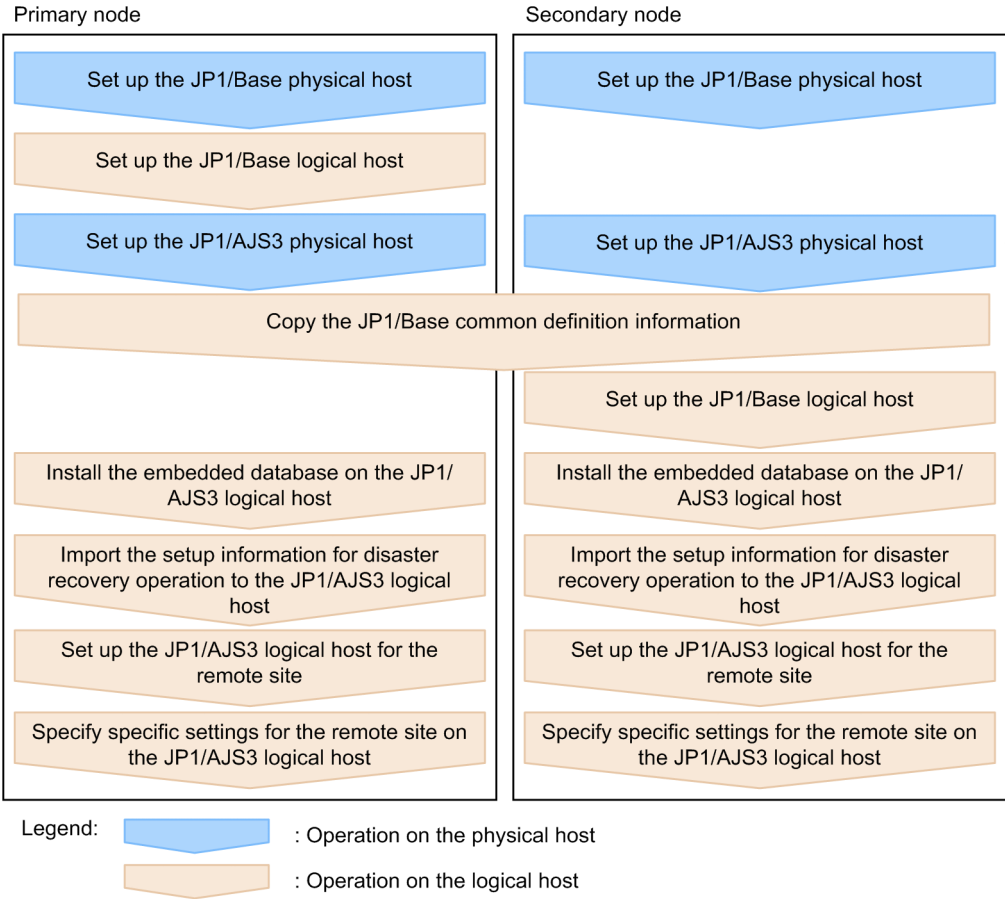 Primary node
Secondary node
Set up the JP1/Base physical host
Set up the JP1/Base physical host
Set up the JP1/Base logical host
Set up the JP1/AJS3 physical host
Set up the JP1/AJS3 physical host
Copy the JP1/Base common definition information
Set up the JP1/Base logical host
Install the embedded database on the JP1/
AJS3 logical host
Install the embedded database on the JP1/
AJS3 logical host
Import the setup information for disaster
recovery operation to the JP1/AJS3 logical
host
Import the setup information for disaster
recovery operation to the JP1/AJS3 logical
host
Set up the JP1/AJS3 logical host for the
remote site
Set up the JP1/AJS3 logical host for the
remote site
Specify specific settings for the remote site on
the JP1/AJS3 logical host
Specify specific settings for the remote site on
the JP1/AJS3 logical host
Legend:
: Operation on the physical host
: Operation on the logical host